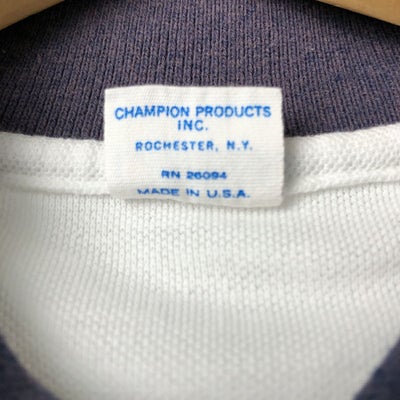 CHAMPION PRODUCTS
INC.
ROCHESTER, N.Y.
RN 26094
MADE IN U.S.A.